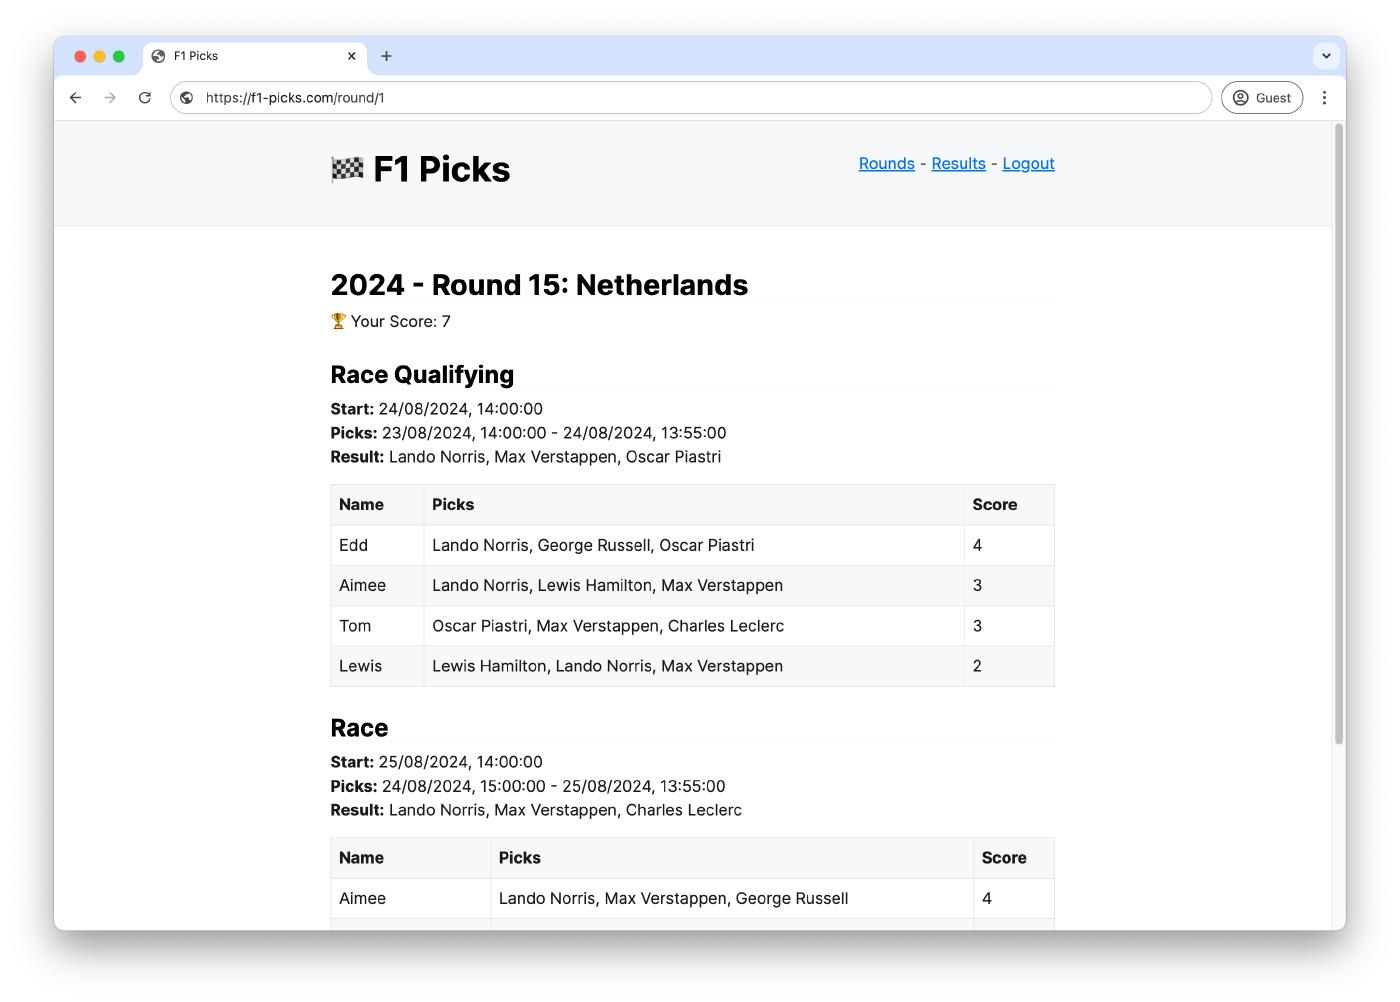 F1 Picks
https://f1-picks.com/round/1
Guest
🏁 F1 Picks
Rounds - Results - Logout
2024 - Round 15: Netherlands
🏆 Your Score: 7
Race Qualifying
Start: 24/08/2024, 14:00:00
Picks: 23/08/2024, 14:00:00 - 24/08/2024, 13:55:00
Result: Lando Norris, Max Verstappen, Oscar Piastri
Name Picks Score
Edd Lando Norris, George Russell, Oscar Piastri 4
Aimee Lando Norris, Lewis Hamilton, Max Verstappen 3
Tom Oscar Piastri, Max Verstappen, Charles Leclerc 3
Lewis Lewis Hamilton, Lando Norris, Max Verstappen 2
Race
Start: 25/08/2024, 14:00:00
Picks: 24/08/2024, 15:00:00 - 25/08/2024, 13:55:00
Result: Lando Norris, Max Verstappen, Charles Leclerc
Name Picks Score
Aimee Lando Norris, Max Verstappen, George Russell 4